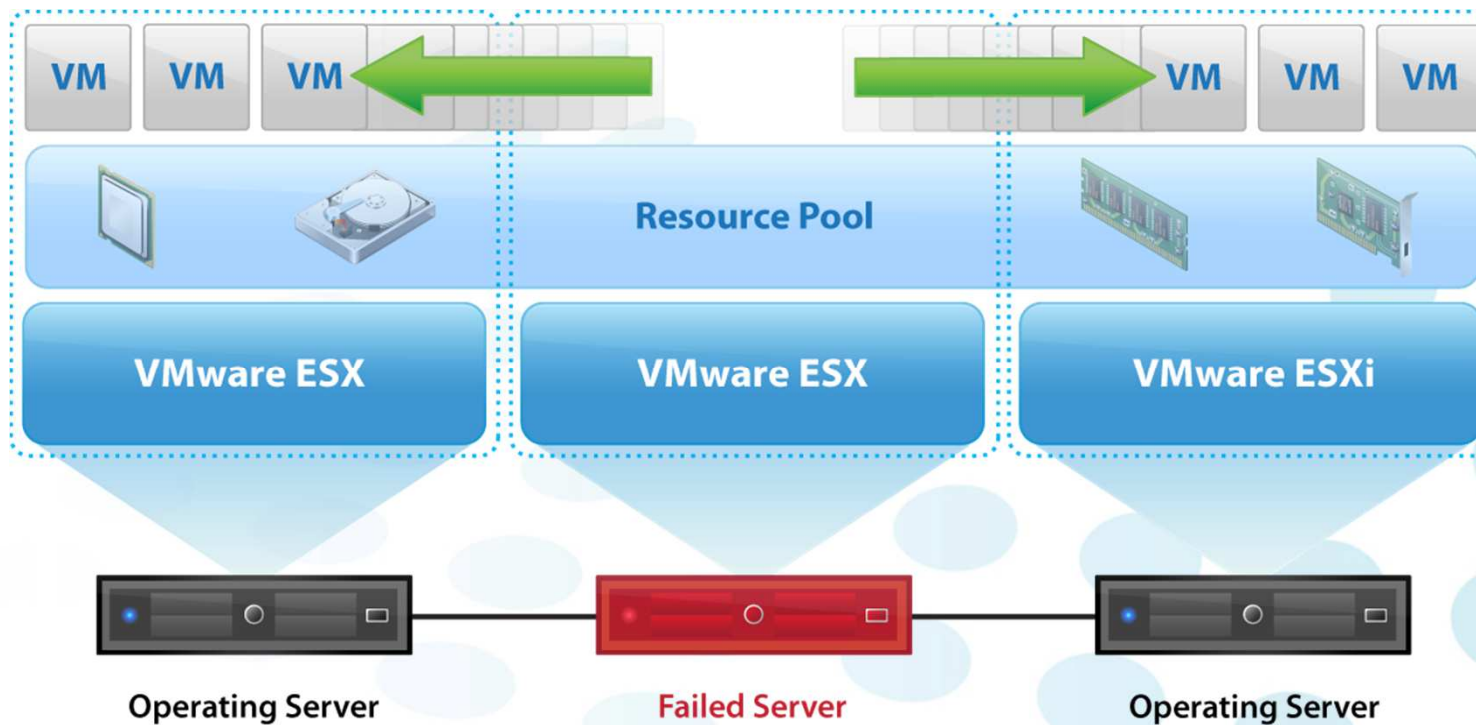 VM VM VM VM VM VM
Resource Pool
VMware ESX VMware ESX VMware ESXi
Operating Server Failed Server Operating Server